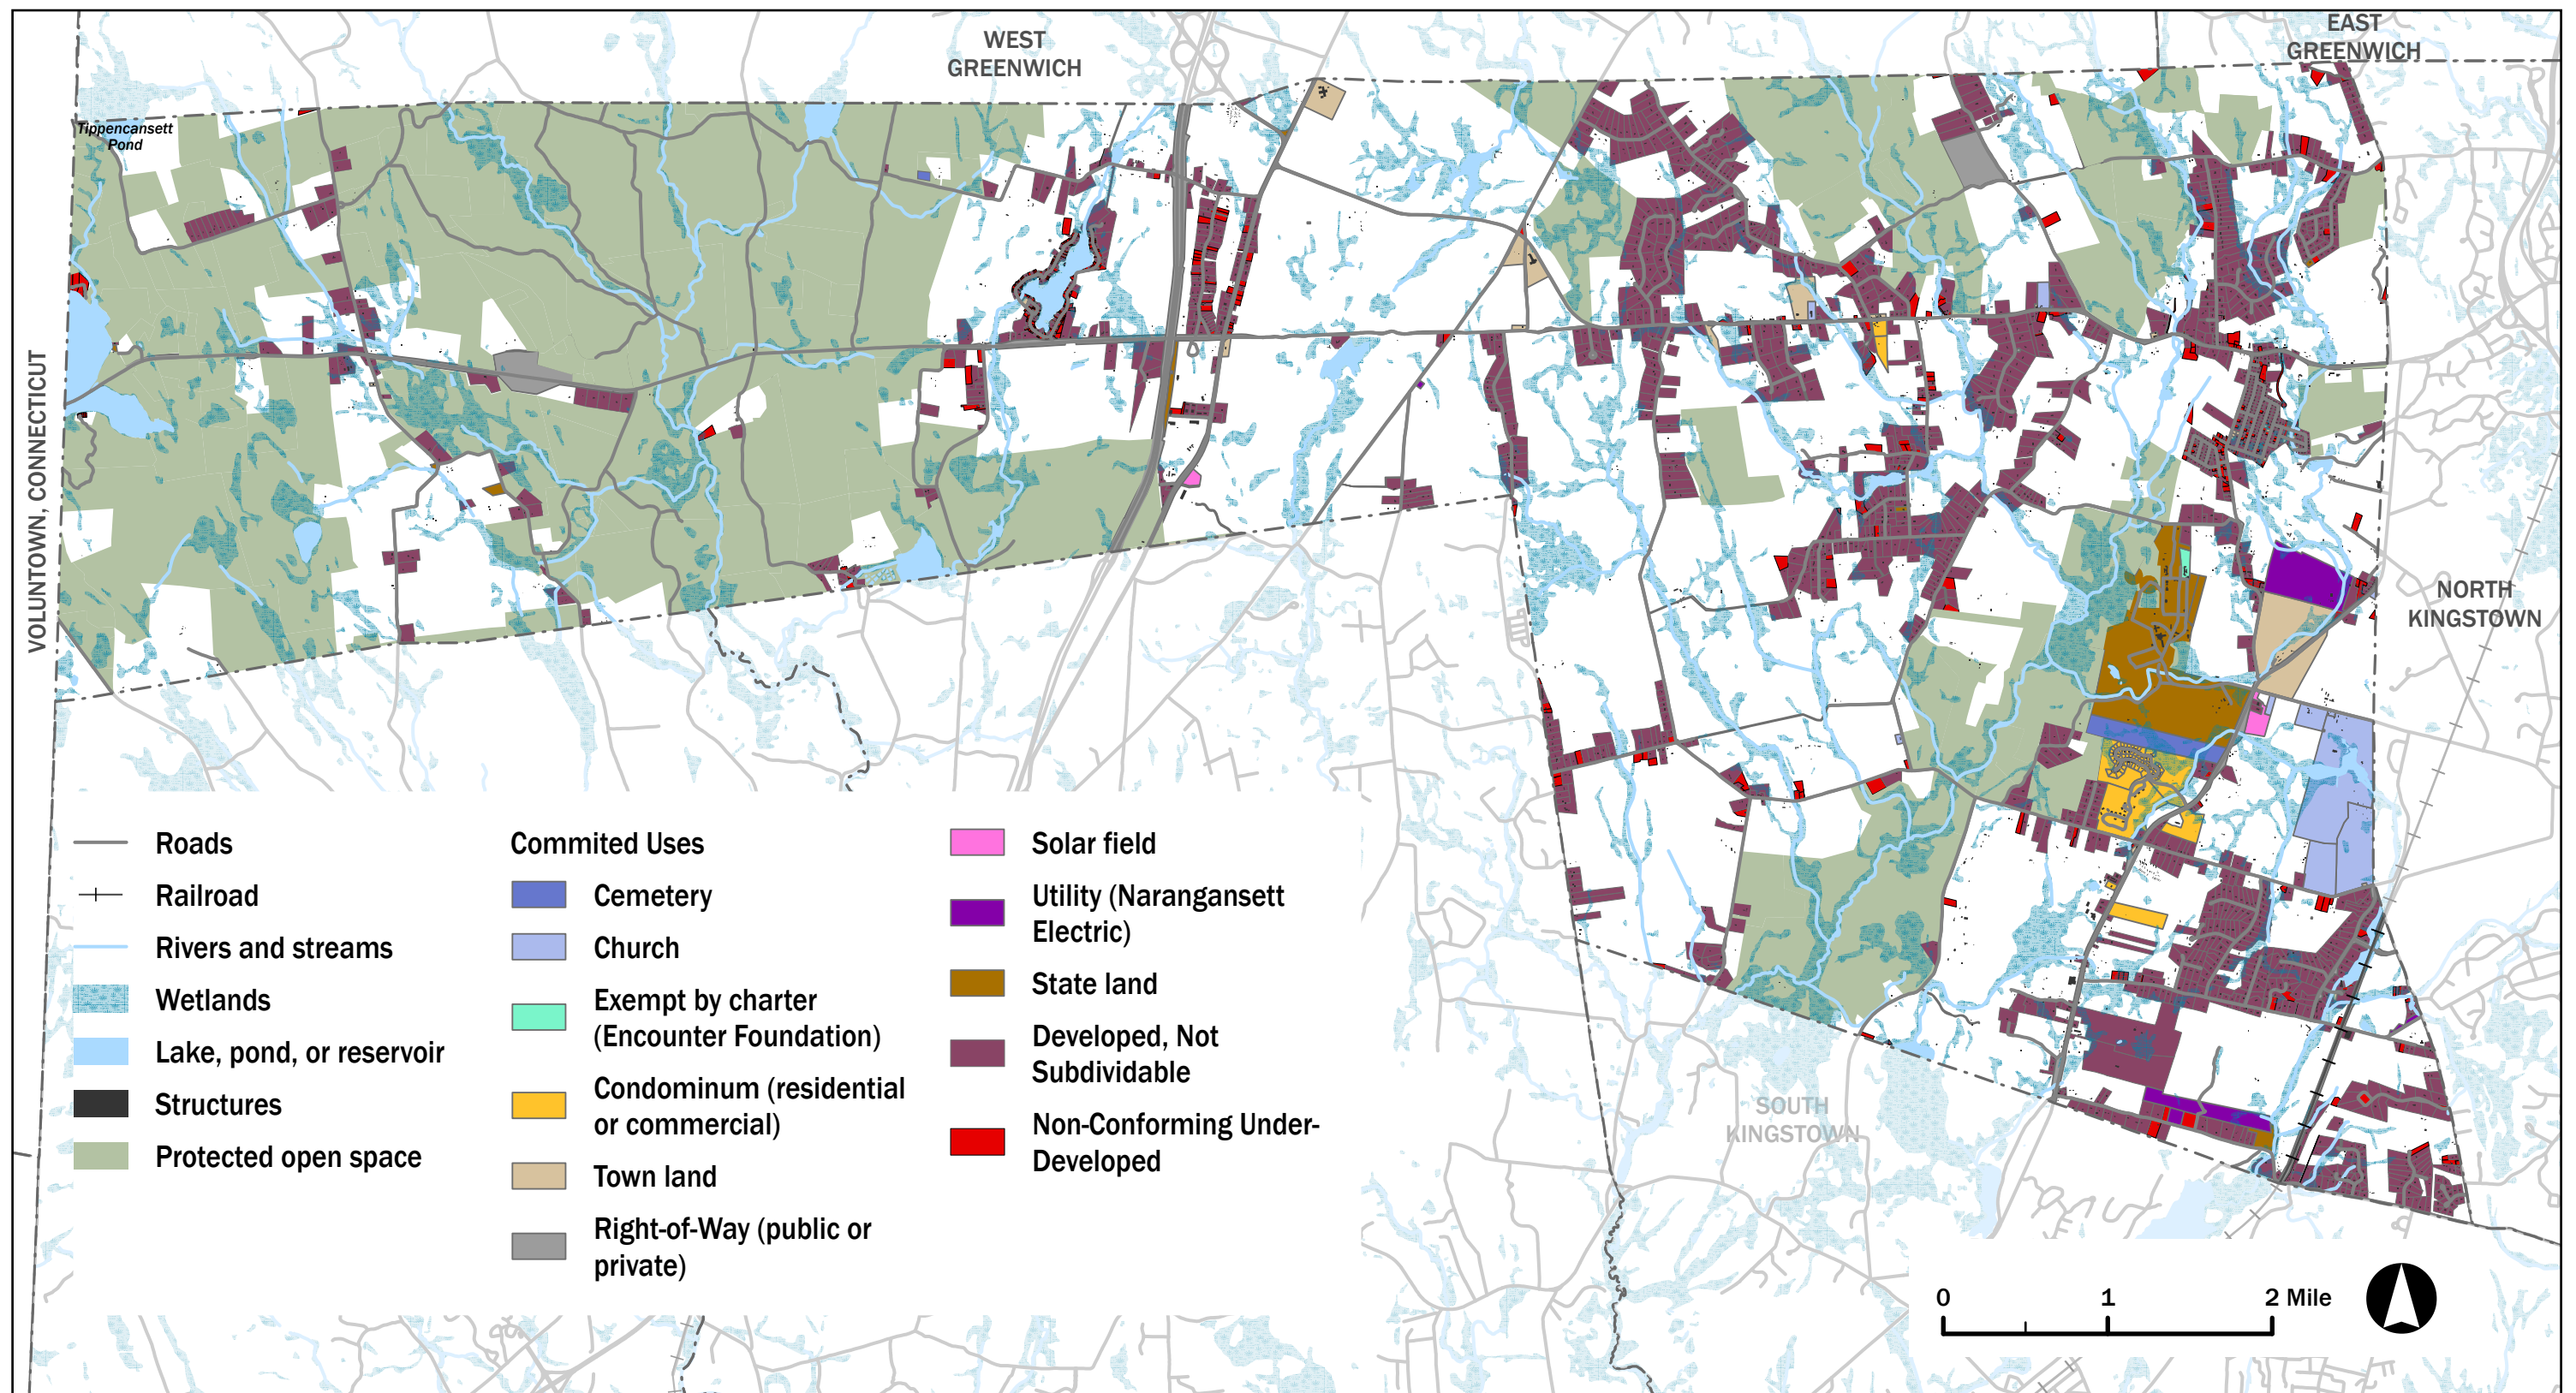 WEST
GREENWICH
EAST
GREENWICH
Tippencansett
Pond
VOLUNTOWN, CONNECTICUT
NORTH
KINGSTOWN
SOUTH
KINGSTOWN
Roads
Railroad
Rivers and streams
Wetlands
Lake, pond, or reservoir
Structures
Protected open space
Commited Uses
Cemetery
Church
Exempt by charter
(Encounter Foundation)
Condominum (residential
or commercial)
Town land
Right-of-Way (public or
private)
Solar field
Utility (Narangansett
Electric)
State land
Developed, Not
Subdividable
Non-Conforming Under-
Developed
0 1 2 Mile